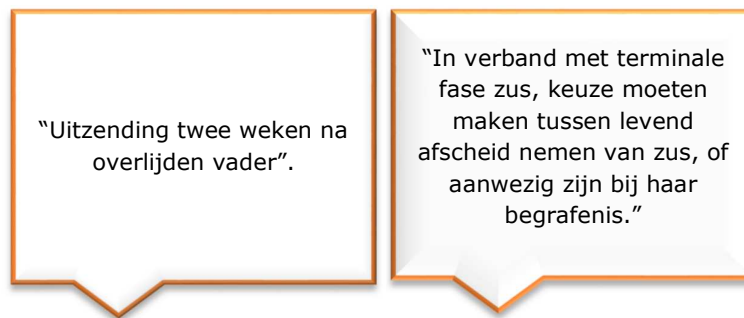 “Uitzending twee weken na
overlijden vader”.
“In verband met terminale
fase zus, keuze moeten
maken tussen levend
afscheid nemen van zus, of
aanwezig zijn bij haar
begrafenis.”